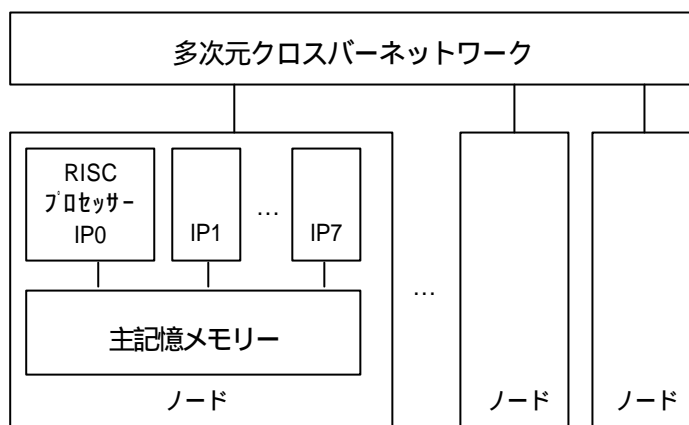 多次元クロスバーネットワーク
RISC
プロセッサー
IP0
IP1
…
IP7
主記憶メモリー
ノード
…
ノード
ノード